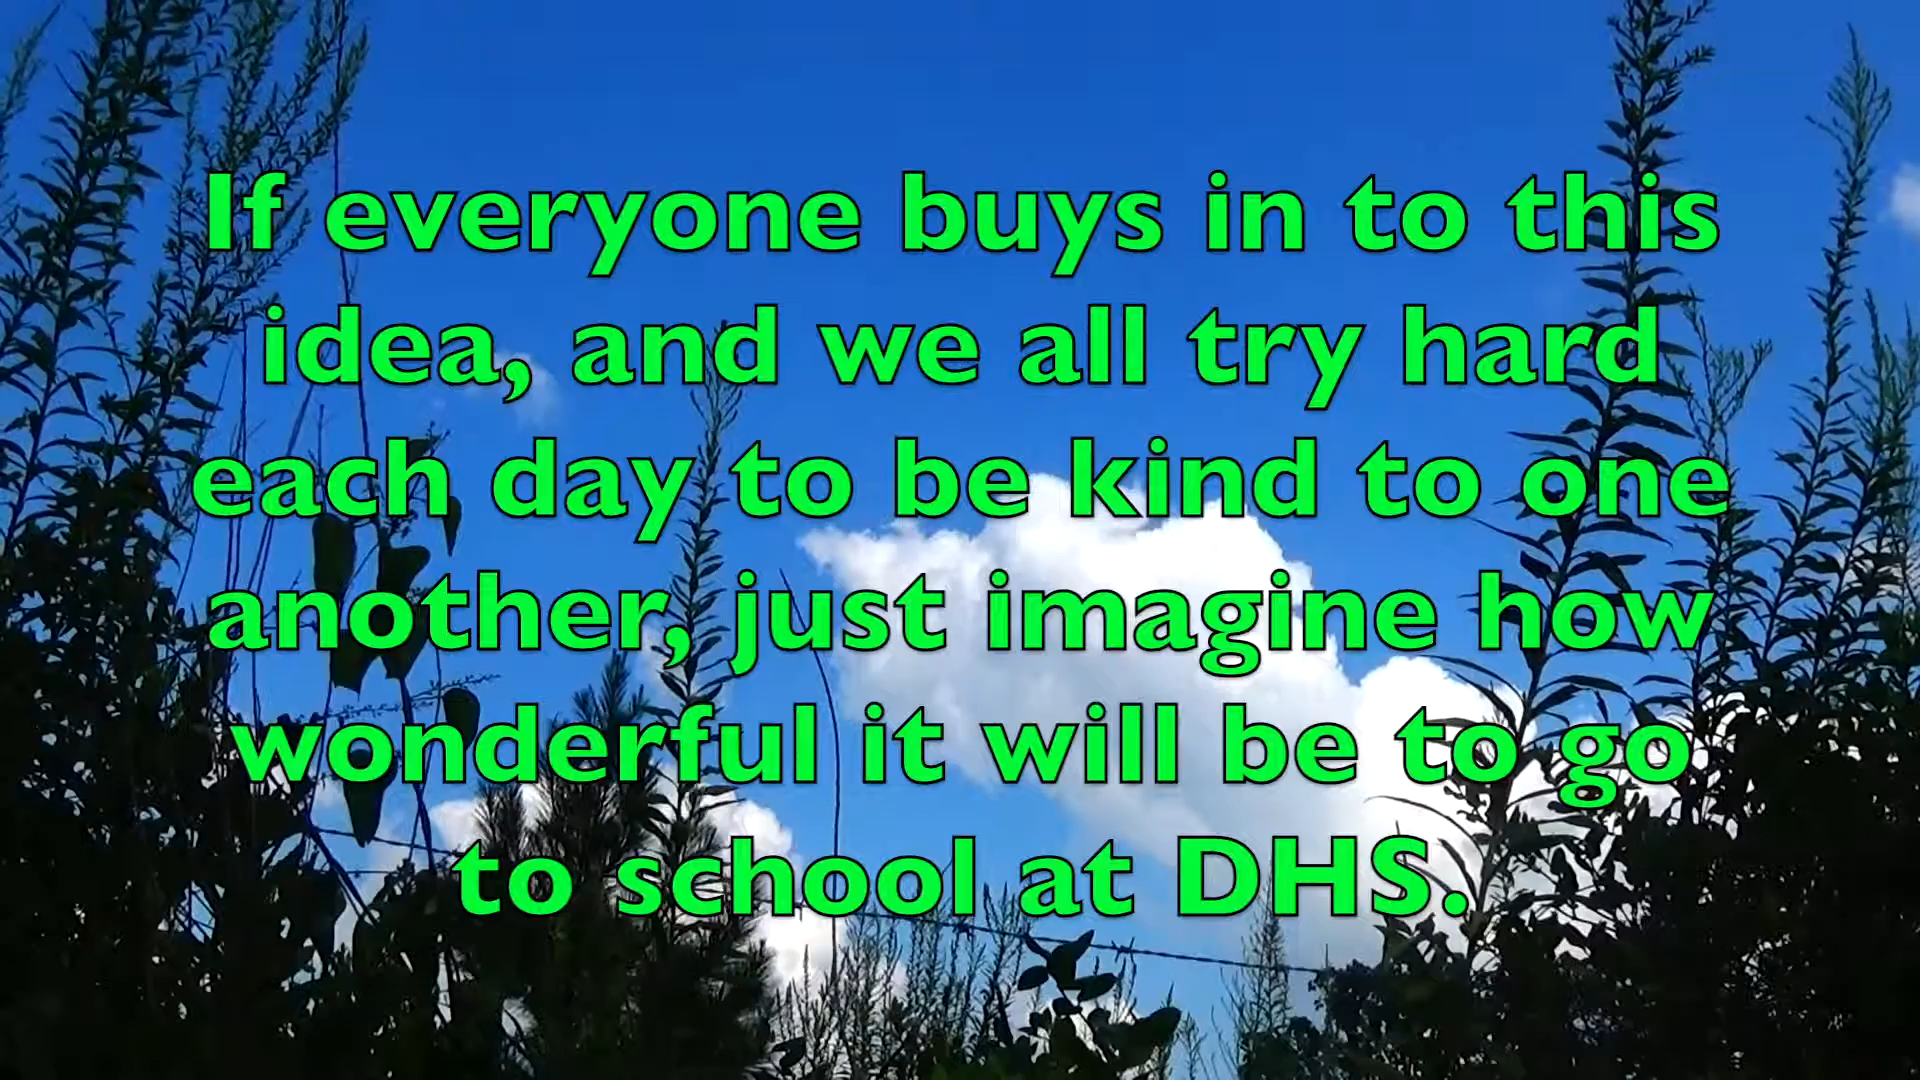 If everyone buys in to this
idea, and we all try hard
each day to be kind to one
another, just imagine how
wonderful it will be to go
to school at DHS.